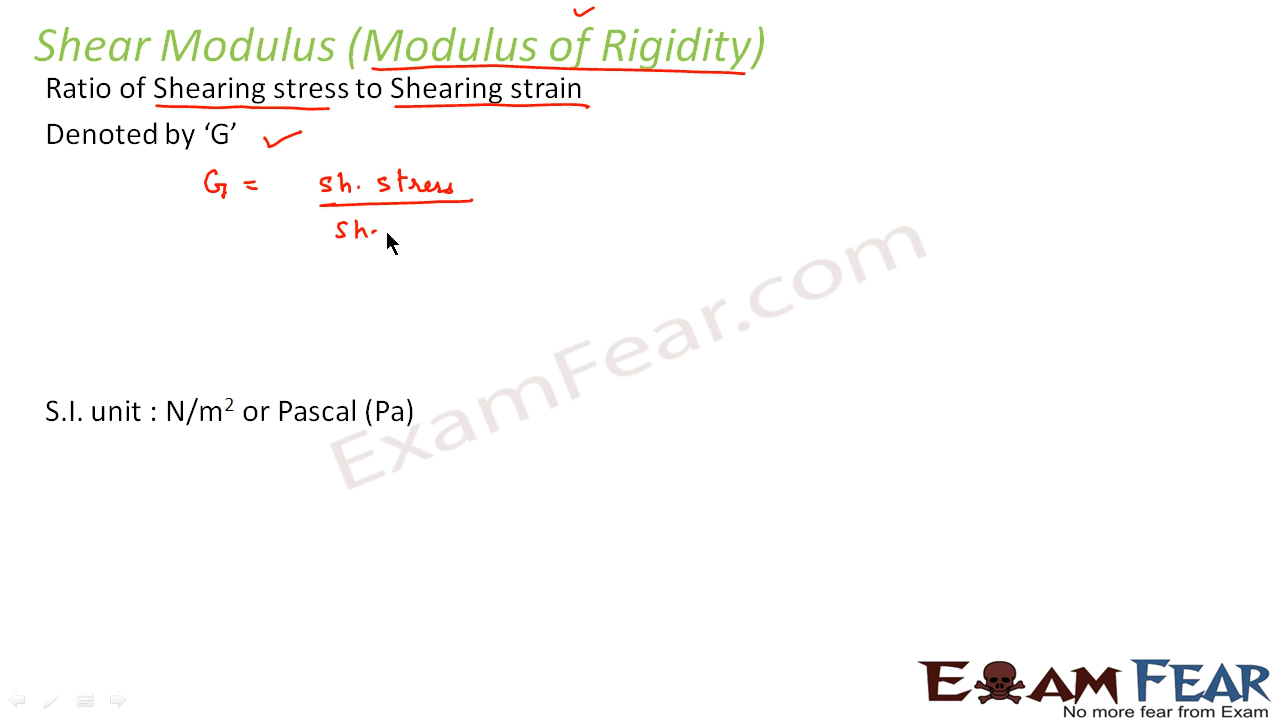 Shear Modulus (Modulus of Rigidity)
Ratio of Shearing stress to Shearing strain
Denoted by ‘G’
G = sh. stress
sh.
ExamFear.com
S.I. unit : N/m² or Pascal (Pa)
EXAM FEAR
No more fear from Exam